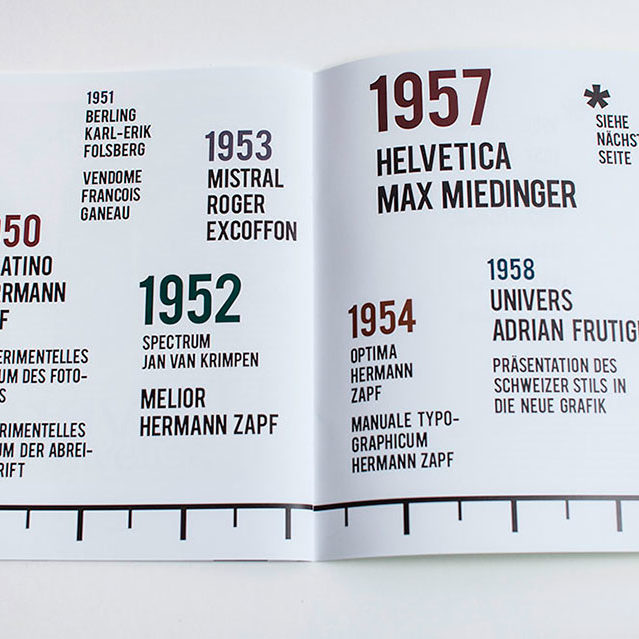 1951
BERLING
KARL-ERIK
FOLSBERG
VENDOME
FRANCOIS
GANEAU
1953
MISTRAL
ROGER
EXCOFFON
50
ATINO
RMANN
F
ERIMENTELLES
UM DES FOTO-
S
RIMENTELLES
UM DER ABREI-
RIFT
1952
SPECTRUM
JAN VAN KRIMPEN
MELIOR
HERMANN ZAPF
1957
HELVETICA
MAX MIEDINGER
*
SIEHE
NÄCHST
SEITE
1954
OPTIMA
HERMANN
ZAPF
MANUALE TYPO-
GRAPHICUM
HERMANN ZAPF
1958
UNIVERS
ADRIAN FRUTIG
PRÄSENTATION DES
SCHWEIZER STILS IN
DIE NEUE GRAFIK